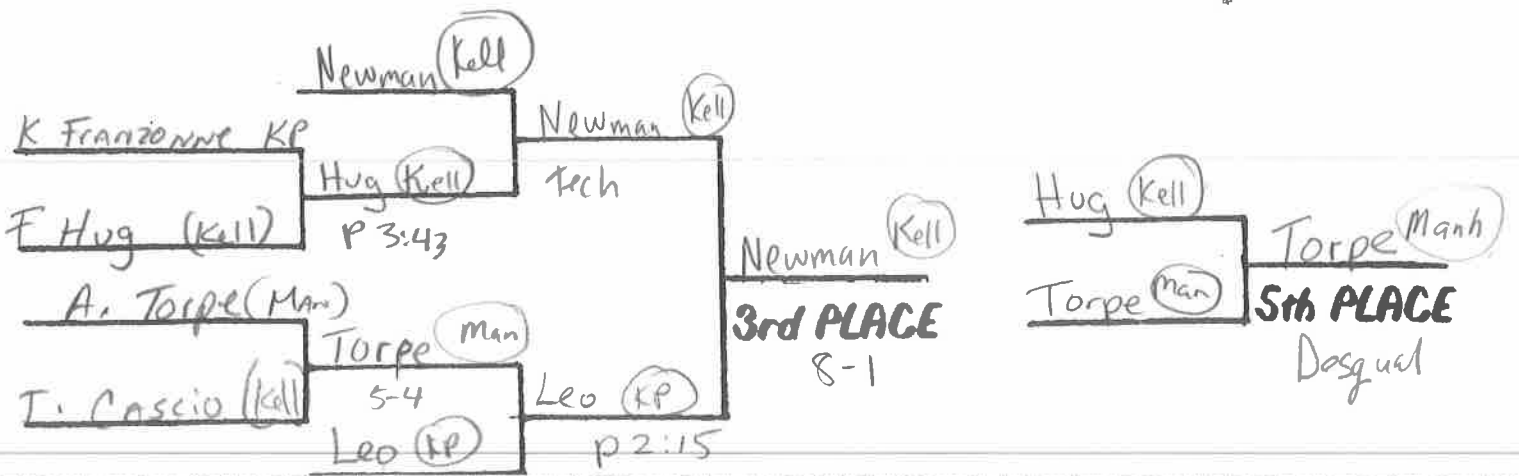 Newman Kell
K Franzonne KP
Newman Kell
Hug Kell
tech
F Hug (Kell)
P 3:43
Hug Kell
Newman Kell
Torpe Manh
A. Torpe (Man)
Torpe Man
3rd PLACE
5th PLACE
Torpe Man
8-1
Dosqual
5-4
Leo KP
T. Cascio (Kell
Leo KP
p 2:15